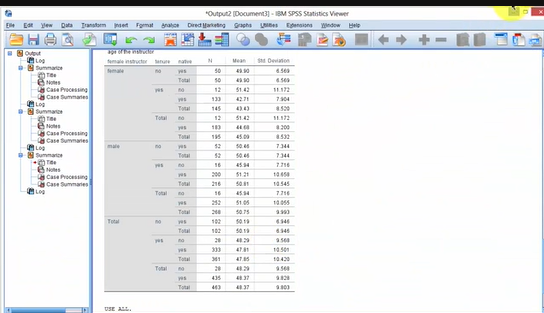 *Output2 [Document3] - IBM SPSS Statistics Viewer
File Edit View Data Transform Insert Format Analyze Direct Marketing Graphs Utilities Extensions Window Help
Output
Log
Summarize
Title
Notes
Case Processing
Case Summaries
Log
Summarize
Title
Notes
Case Processing
Case Summaries
Log
Summarize
Title
Notes
Case Processing
Case Summaries
Log
age of the instructor
female instructor tenure native N Mean Std. Deviation
female no yes 50 49.90 6.569
Total 50 49.90 6.569
yes no 12 51.42 11.172
yes 133 42.71 7.904
Total 145 43.43 8.520
Total no 12 51.42 11.172
yes 183 44.68 8.200
Total 195 45.09 8.532
male no yes 52 50.46 7.344
Total 52 50.46 7.344
yes no 16 45.94 7.716
yes 200 51.21 10.658
Total 216 50.81 10.545
Total no 16 45.94 7.716
yes 252 51.05 10.055
Total 268 50.75 9.993
Total no yes 102 50.19 6.946
Total 102 50.19 6.946
yes no 28 48.29 9.568
yes 333 47.81 10.501
Total 361 47.85 10.420
Total no 28 48.29 9.568
yes 435 48.37 9.828
Total 463 48.37 9.803
USE ALL.